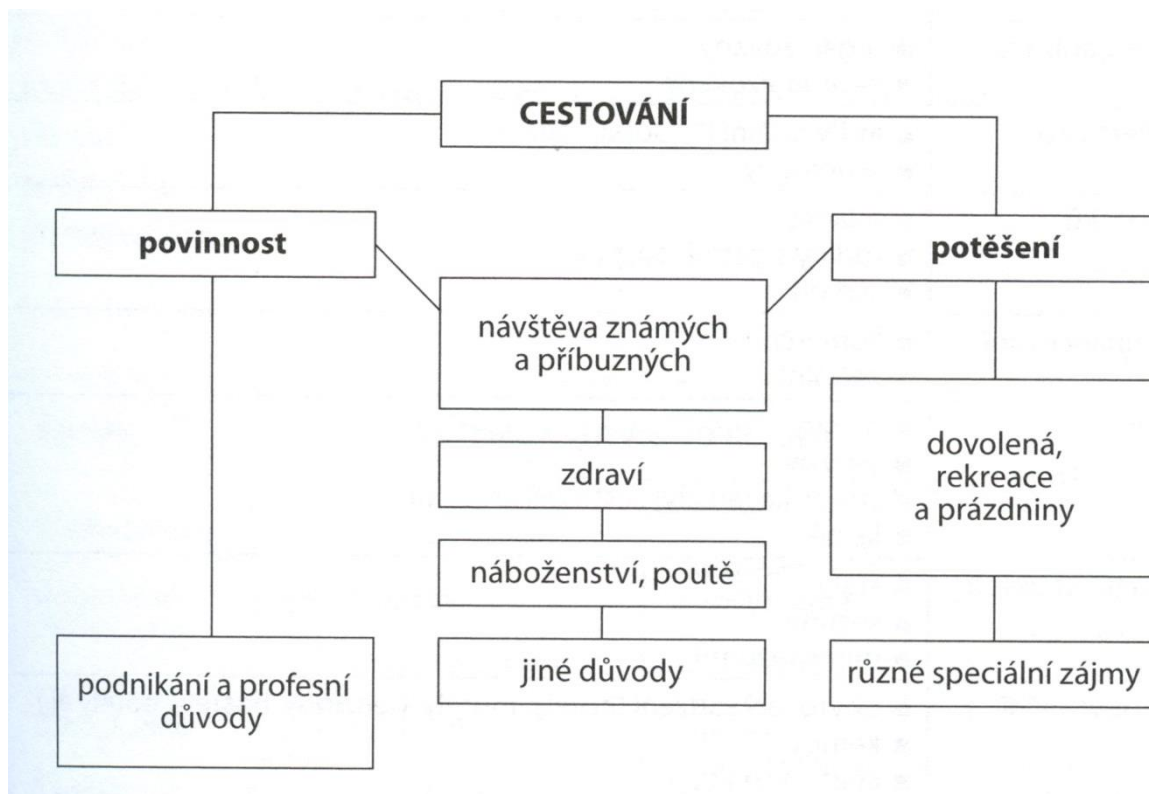 CESTOVÁNÍ
povinnost
potěšení
návštěva známých
a příbuzných
zdraví
dovolená,
rekreace
a prázdniny
náboženství, poutě
podnikání a profesní
důvody
jiné důvody
různé speciální zájmy